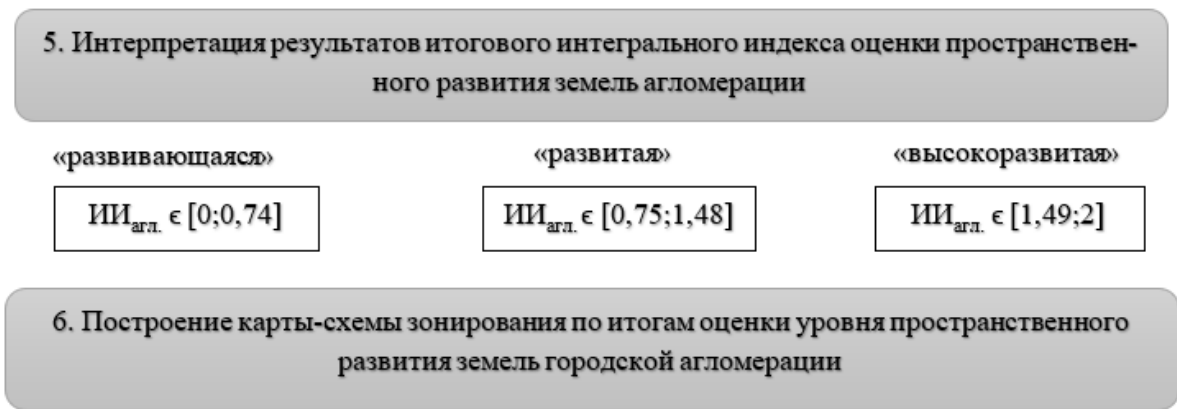 5. Интерпретация результатов итогового интегрального индекса оценки пространствен-
ного развития земель агломерации
«развивающаяся» «развитая» «высокоразвитая»
ИИагл. є [0;0,74] ИИагл. є [0,75;1,48] ИИагл. є [1,49;2]
6. Построение карты-схемы зонирования по итогам оценки уровня пространственного
развития земель городской агломерации